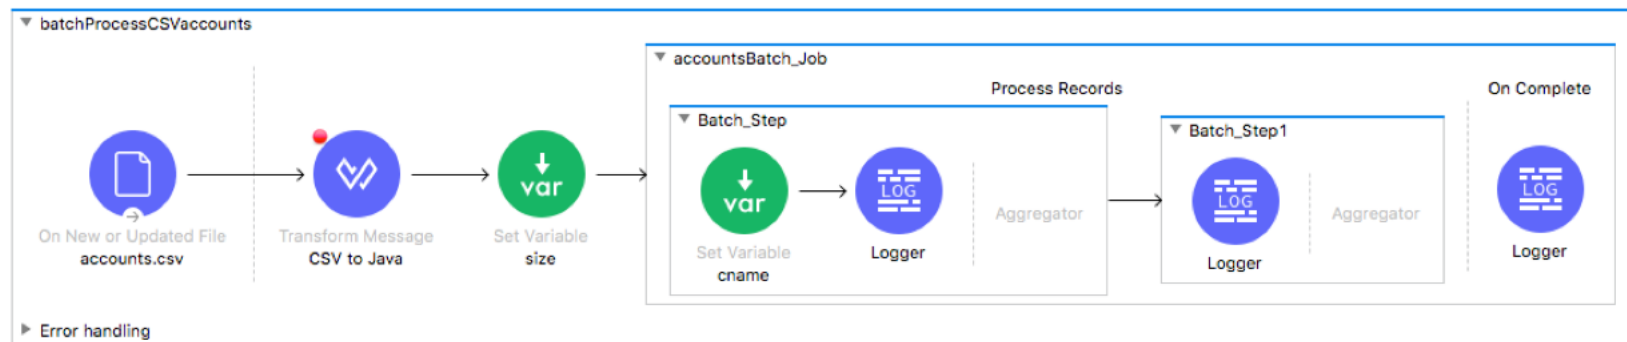 batchProcessCSVaccounts
accountsBatch_Job
Process Records
On Complete
Batch_Step
Batch_Step1
var
var
LOG
LOG
LOG
On New or Updated File
accounts.csv
Transform Message
CSV to Java
Set Variable
size
Set Variable
cname
Logger
Aggregator
Logger
Aggregator
Logger
Error handling